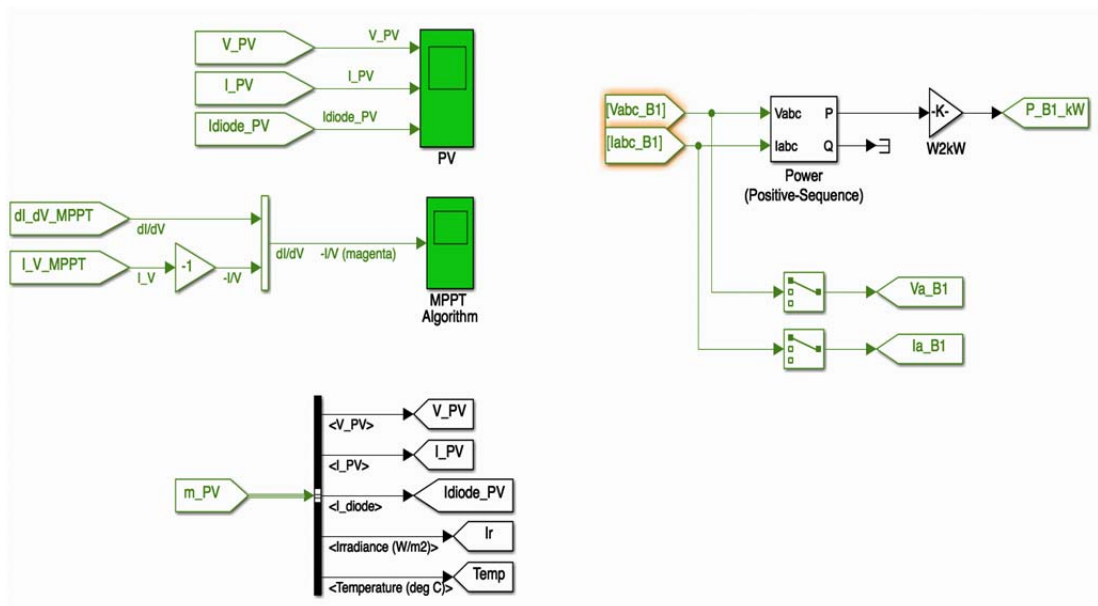 V_PV
V_PV
I_PV
I_PV
Idiode_PV
Idiode_PV
PV
dI_dV_MPPT
dI/dV
I_V_MPPT
I_V
-1
-I/V
dI/dV
-I/V (magenta)
MPPT
Algorithm
m_PV
<V_PV>
V_PV
<I_PV>
I_PV
<I_diode>
Idiode_PV
<Irradiance (W/m2)>
Ir
<Temperature (deg C)>
Temp
[Vabc_B1]
[Iabc_B1]
Vabc
P
Iabc
Q
Power
(Positive-Sequence)
-K-
W2kW
P_B1_kW
Va_B1
Ia_B1